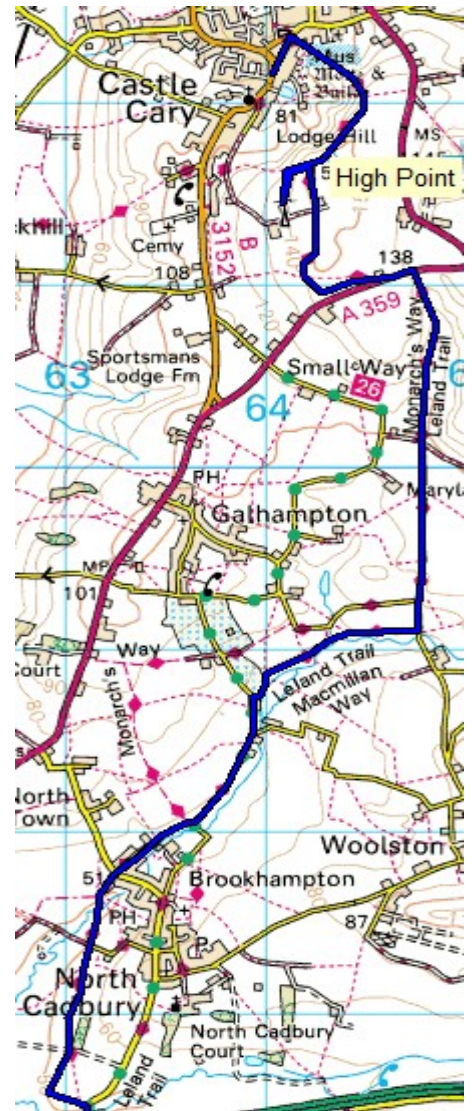 Castle
Cary
81
Lodge Hill
MS
High Point
B
3152
Cemy
108
138
A 359
Sportsmans
Lodge Fm
63
64
Small Way
26
Monarch's Way
Leland Trail
PH
Galhampton
MP
101
Court
Way
Monarch's
Leland Trail
Macmillan
Way
North
Town
Woolston
51
Brookhampton
PH
87
P
North
Cadbury
North Cadbury
Court
Leland
Trail